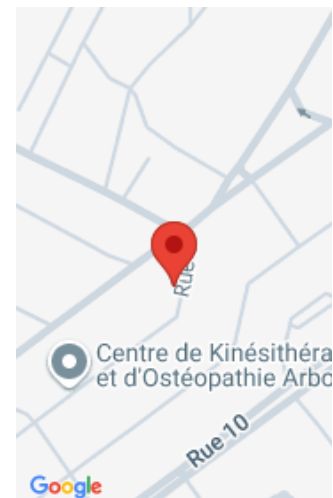 Rue
Centre de Kinésithéra
et d'Ostéopathie Arbo
Rue 10
Google